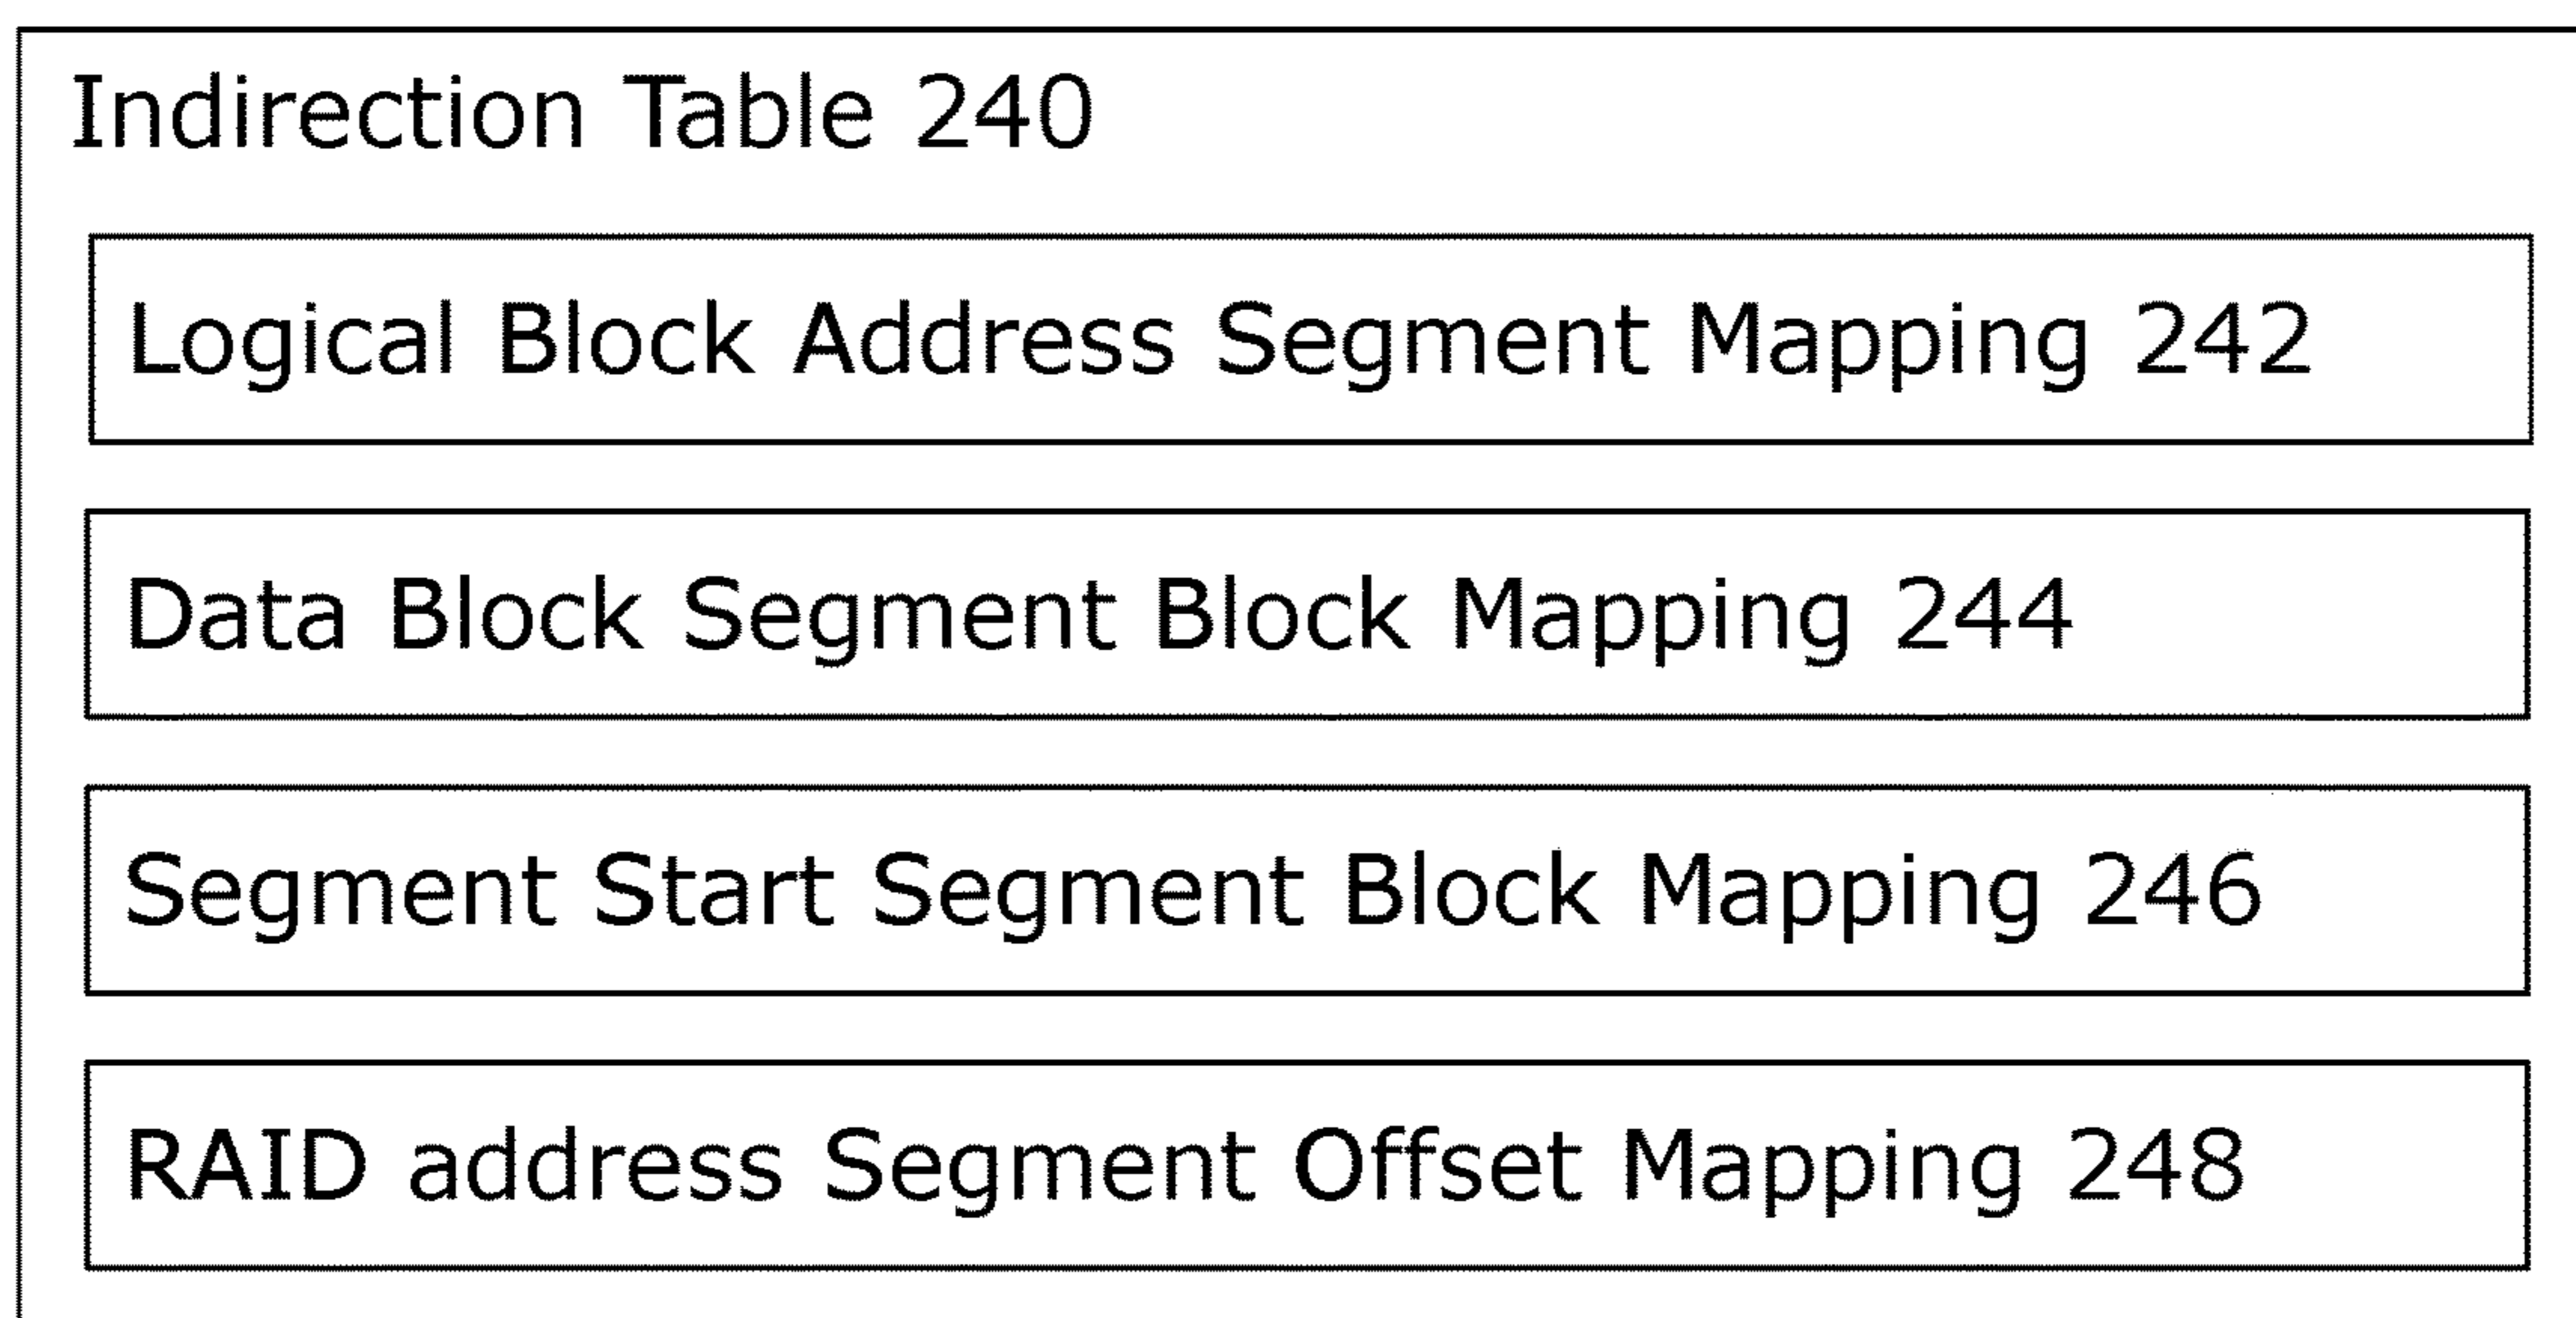 Indirection Table 240
Logical Block Address Segment Mapping 242
Data Block Segment Block Mapping 244
Segment Start Segment Block Mapping 246
RAID address Segment Offset Mapping 248